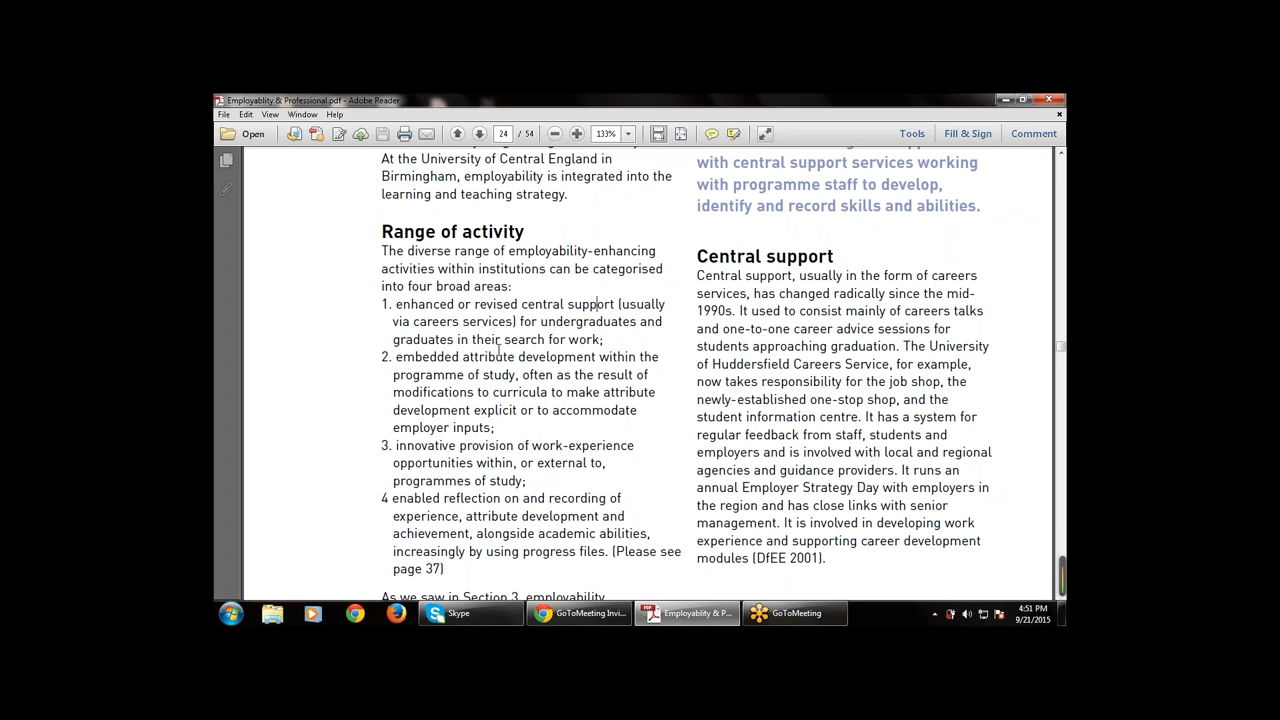 Employablity & Professional.pdf - Adobe Reader
File Edit View Window Help
Open 24 / 54 133% Tools Fill & Sign Comment
At the University of Central England in
Birmingham, employability is integrated into the
learning and teaching strategy.
Range of activity
The diverse range of employability-enhancing
activities within institutions can be categorised
into four broad areas:
1. enhanced or revised central support (usually
via careers services) for undergraduates and
graduates in their search for work;
2. embedded attribute development within the
programme of study, often as the result of
modifications to curricula to make attribute
development explicit or to accommodate
employer inputs;
3. innovative provision of work-experience
opportunities within, or external to,
programmes of study;
4 enabled reflection on and recording of
experience, attribute development and
achievement, alongside academic abilities,
increasingly by using progress files. (Please see
page 37)
As we saw in Section 3, employability
with central support services working
with programme staff to develop,
identify and record skills and abilities.
Central support
Central support, usually in the form of careers
services, has changed radically since the mid-
1990s. It used to consist mainly of careers talks
and one-to-one career advice sessions for
students approaching graduation. The University
of Huddersfield Careers Service, for example,
now takes responsibility for the job shop, the
newly-established one-stop shop, and the
student information centre. It has a system for
regular feedback from staff, students and
employers and is involved with local and regional
agencies and guidance providers. It runs an
annual Employer Strategy Day with employers in
the region and has close links with senior
management. It is involved in developing work
experience and supporting career development
modules (DfEE 2001).
Skype GoToMeeting Invi... Employablity & P... GoToMeeting
4:51 PM
9/21/2015